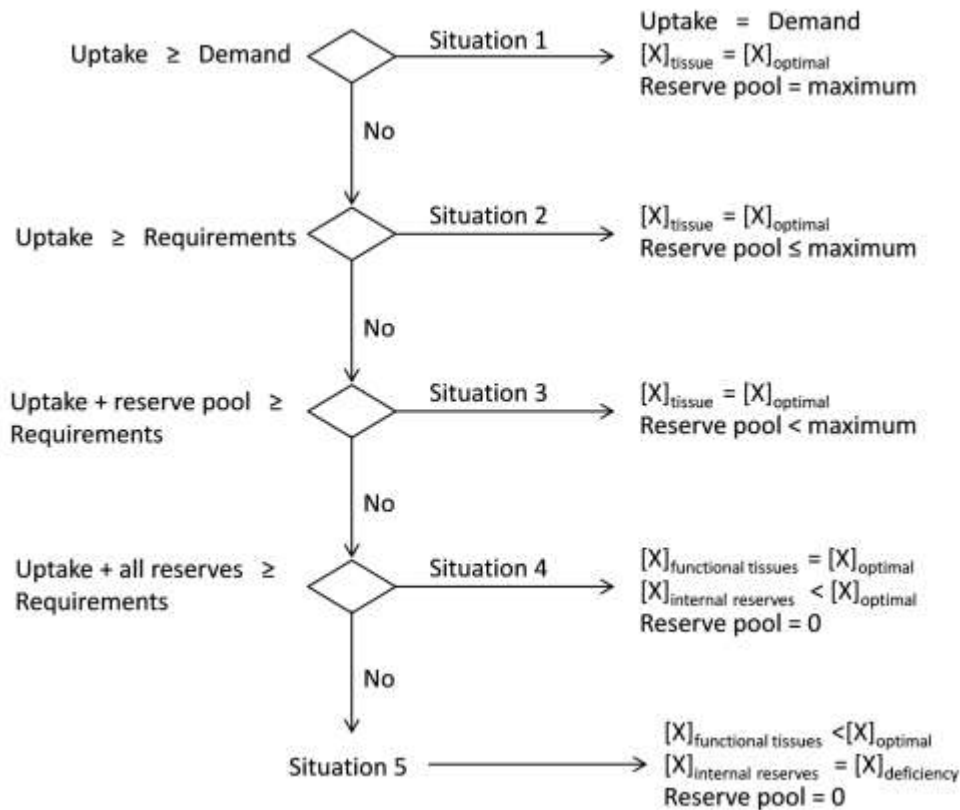 Uptake ≥ Demand
Situation 1
Uptake = Demand
[X]tissue = [X]optimal
Reserve pool = maximum
No
Uptake ≥ Requirements
Situation 2
[X]tissue = [X]optimal
Reserve pool ≤ maximum
No
Uptake + reserve pool ≥
Requirements
Situation 3
[X]tissue = [X]optimal
Reserve pool < maximum
No
Uptake + all reserves ≥
Requirements
Situation 4
[X]functional tissues = [X]optimal
[X]internal reserves < [X]optimal
Reserve pool = 0
No
Situation 5
[X]functional tissues <[X]optimal
[X]internal reserves = [X]deficiency
Reserve pool = 0